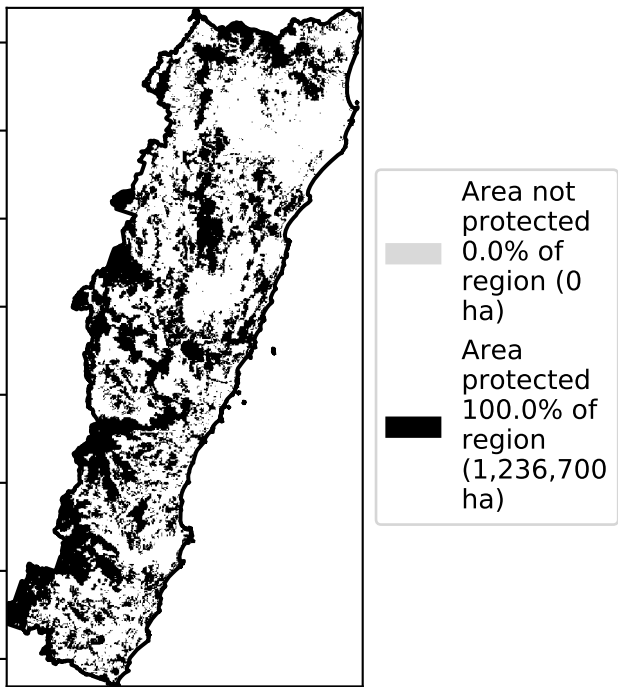 Area not
protected
0.0% of
region (0
ha)
Area
protected
100.0% of
region
(1,236,700
ha)